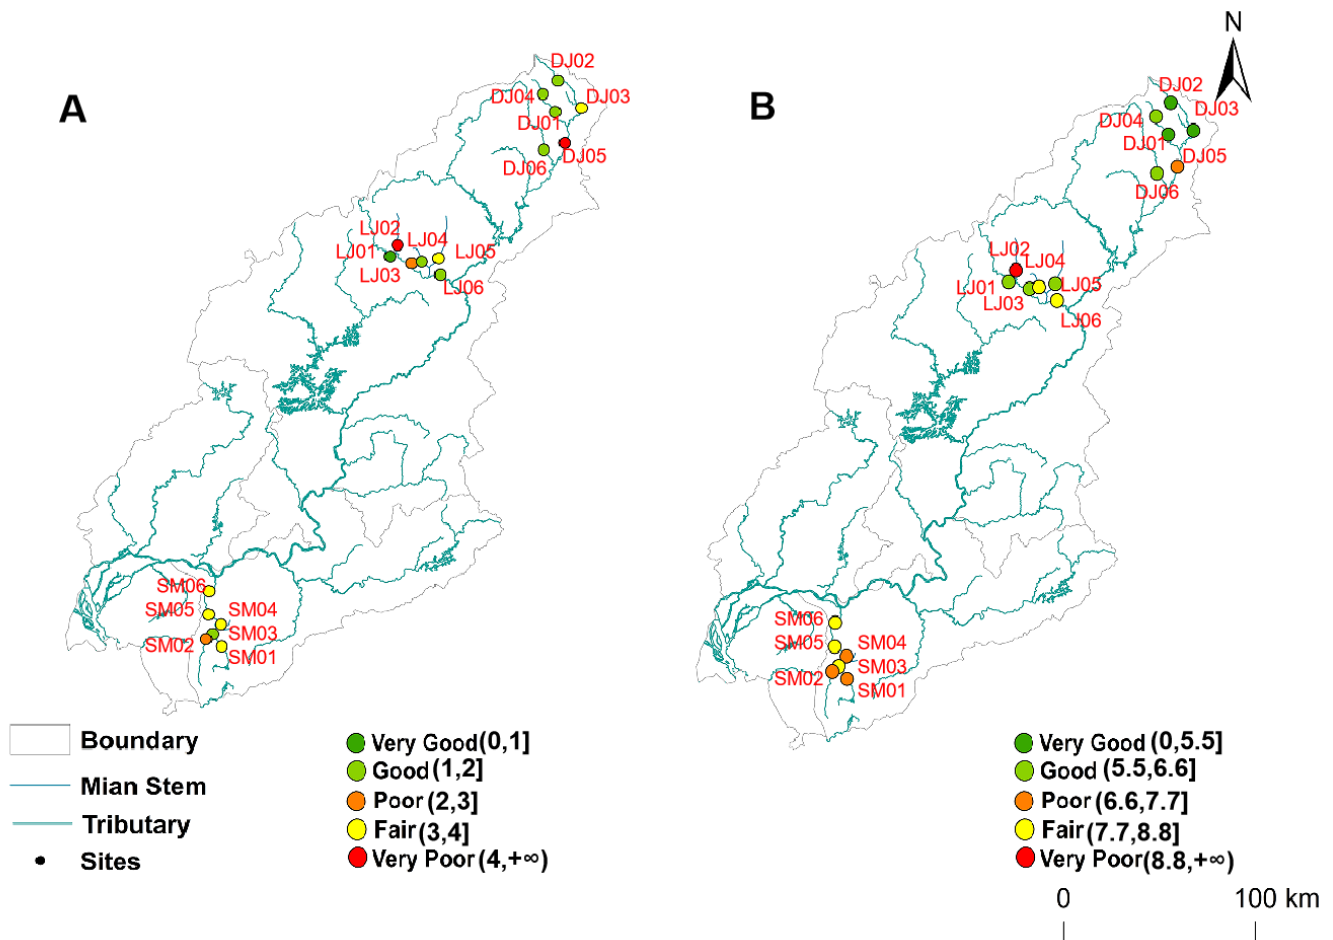 A
DJ02
DJ04
DJ03
DJ01
DJ05
DJ06
LJ02
LJ04
LJ01
LJ05
LJ03
LJ06
SM06
SM05
SM04
SM03
SM02
SM01
B
N
DJ02
DJ03
DJ04
DJ01
DJ05
DJ06
LJ02
LJ04
LJ01
LJ05
LJ03
LJ06
SM06
SM05
SM04
SM03
SM02
SM01
Boundary
Mian Stem
Tributary
Sites
Very Good (0,1]
Good (1,2]
Poor (2,3]
Fair (3,4]
Very Poor (4,+∞)
Very Good (0,5.5]
Good (5.5,6.6]
Poor (6.6,7.7]
Fair (7.7,8.8]
Very Poor (8.8,+∞)
0 100 km